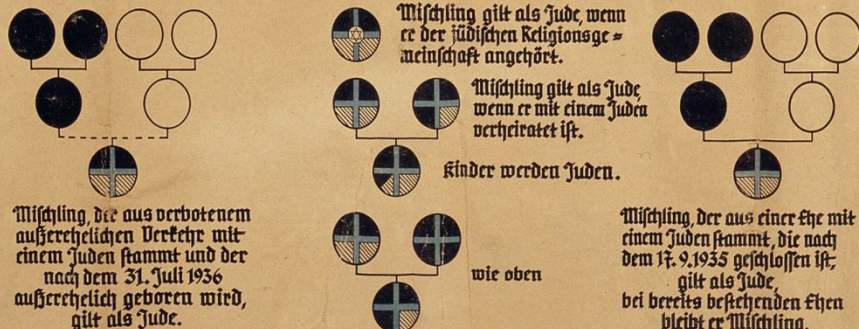 Mischling gilt als Jude, wenn
er der jüdischen Religionsge=
meinschaft angehört.
Mischling gilt als Jude,
wenn er mit einem Juden
verheiratet ist.
Kinder werden Juden.
wie oben
Mischling, der aus verbotenem
außerehelichen Verkehr mit
einem Juden stammt und der
nach dem 31. Juli 1936
außerehelich geboren wird,
gilt als Jude.
Mischling, der aus einer Ehe mit
einem Juden stammt, die nach
dem 17.9.1935 geschlossen ist,
gilt als Jude,
bei bereits bestehenden Ehen
bleibt er Mischling.